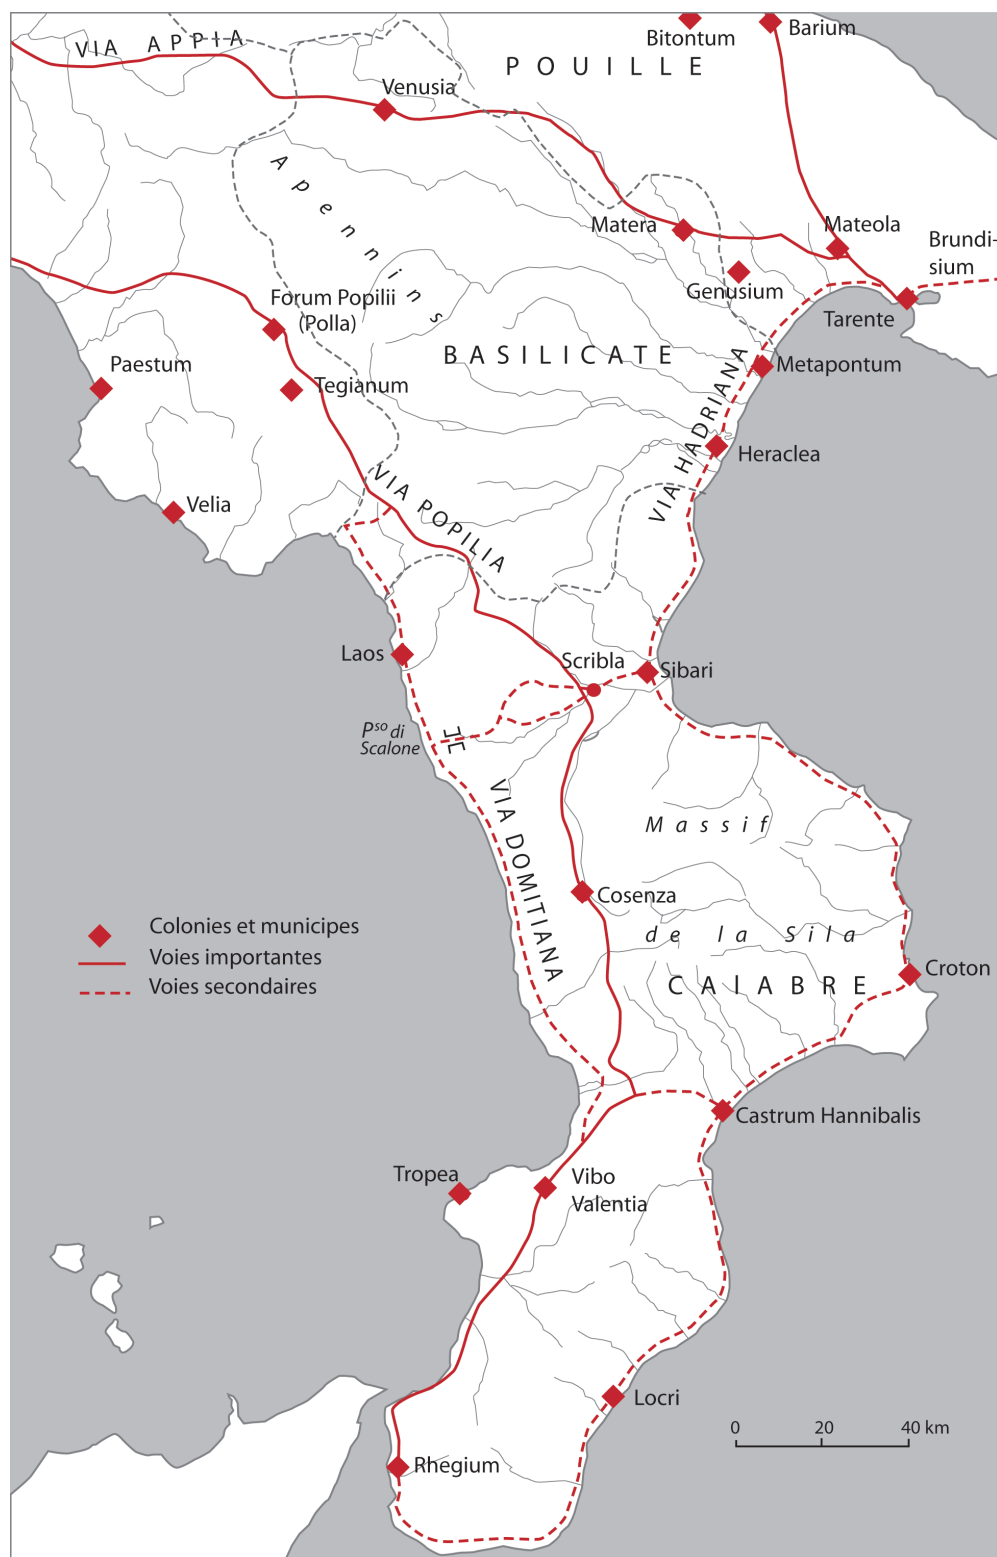 Bitontum
Barium
VIA APPIA
POUILLE
Venusia
Apennins
Matera
Mateola
Brundi-
sium
Genusium
Tarente
Forum Popilii
(Polla)
BASILICATE
Paestum
Tegianum
Metapontum
VIA HADRIANA
Heraclea
Velia
VIA POPILIA
Laos
Scribla
Sibari
Pso di
Scalone
VIA DOMITIANA
Massif
Cosenza
de la Sila
CAlABRE
Croton
Colonies et municipes
Voies importantes
Voies secondaires
Castrum Hannibalis
Tropea
Vibo
Valentia
Locri
0 20 40 km
Rhegium